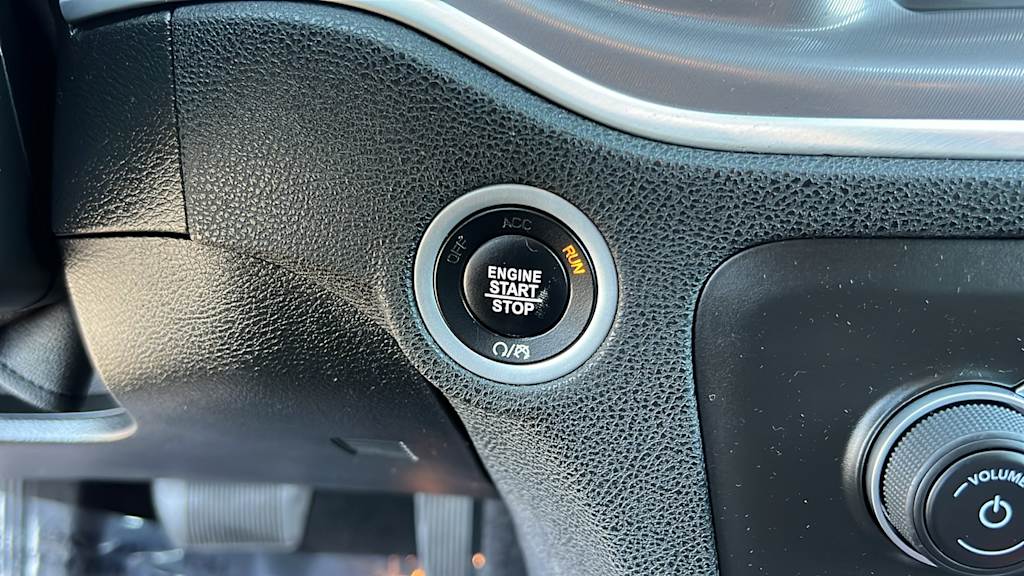 ACC
OFF
RUN
ENGINE
START
STOP
VOLUME